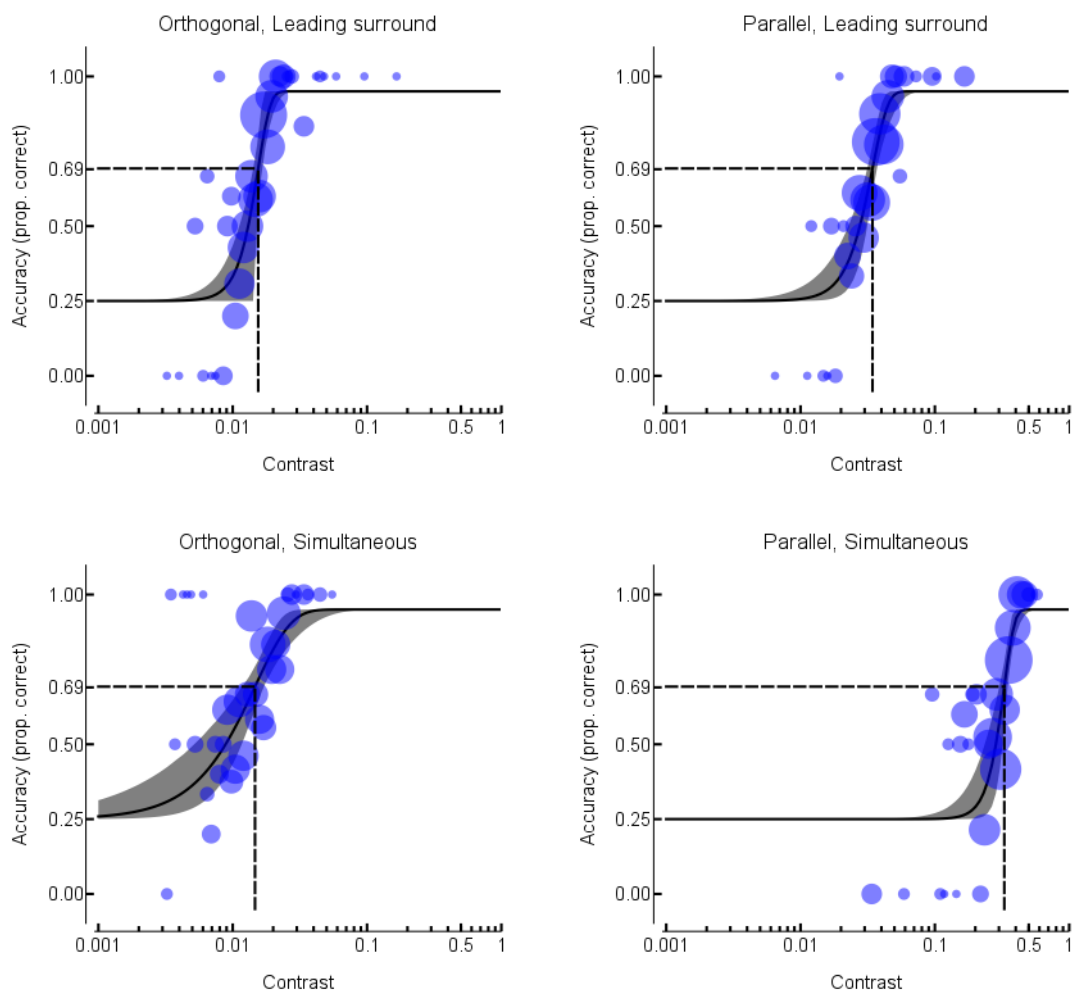 Orthogonal, Leading surround
Accuracy (prop. correct)
1.00
0.69
0.50
0.25
0.00
0.001 0.01 0.1 0.5 1
Contrast
Parallel, Leading surround
Accuracy (prop. correct)
1.00
0.69
0.50
0.25
0.00
0.001 0.01 0.1 0.5 1
Contrast
Orthogonal, Simultaneous
Accuracy (prop. correct)
1.00
0.69
0.50
0.25
0.00
0.001 0.01 0.1 0.5 1
Contrast
Parallel, Simultaneous
Accuracy (prop. correct)
1.00
0.69
0.50
0.25
0.00
0.001 0.01 0.1 0.5 1
Contrast